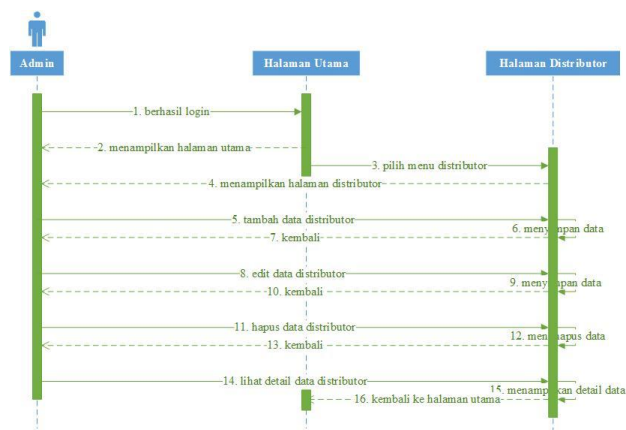 Admin
Halaman Utama
Halaman Distributor
1. berhasil login
2. menampilkan halaman utama
3. pilih menu distributor
4. menampilkan halaman distributor
5. tambah data distributor
6. menyimpan data
7. kembali
8. edit data distributor
9. menyimpan data
10. kembali
11. hapus data distributor
12. menghapus data
13. kembali
14. lihat detail data distributor
15. menampilkan detail data
16. kembali ke halaman utama